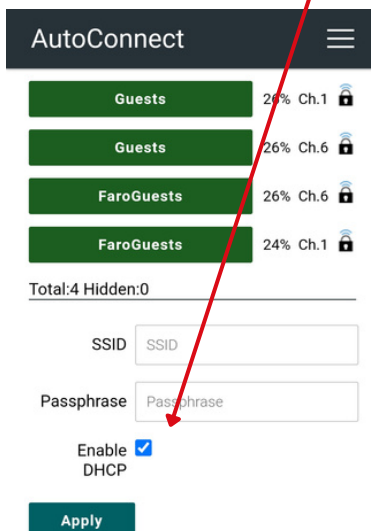 AutoConnect
Guests 26% Ch.1
Guests 26% Ch.6
FaroGuests 26% Ch.6
FaroGuests 24% Ch.1
Total:4 Hidden:0
SSID SSID
Passphrase Passphrase
Enable
DHCP
Apply